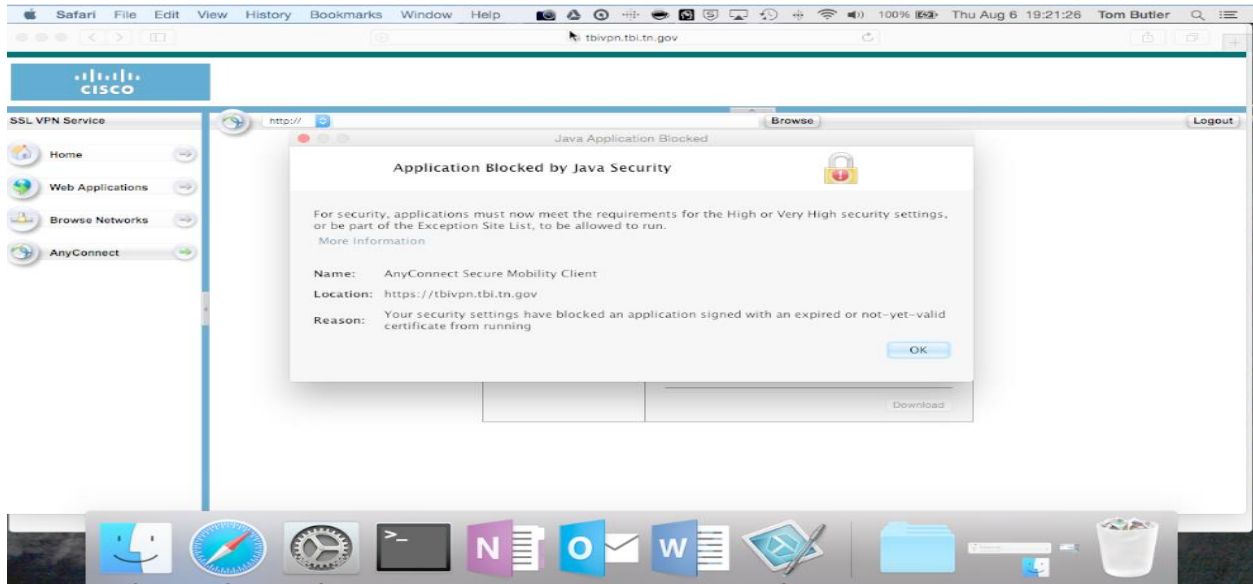 Safari File Edit View History Bookmarks Window Help 100% Thu Aug 6 19:21:26 Tom Butler
tbivpn.tbi.tn.gov
CISCO
SSL VPN Service
http://
Browse
Logout
Home
Web Applications
Browse Networks
AnyConnect
Java Application Blocked
Application Blocked by Java Security
For security, applications must now meet the requirements for the High or Very High security settings,
or be part of the Exception Site List, to be allowed to run.
More Information
Name: AnyConnect Secure Mobility Client
Location: https://tbivpn.tbi.tn.gov
Reason: Your security settings have blocked an application signed with an expired or not-yet-valid
certificate from running
OK
Download
>_
N
O
W